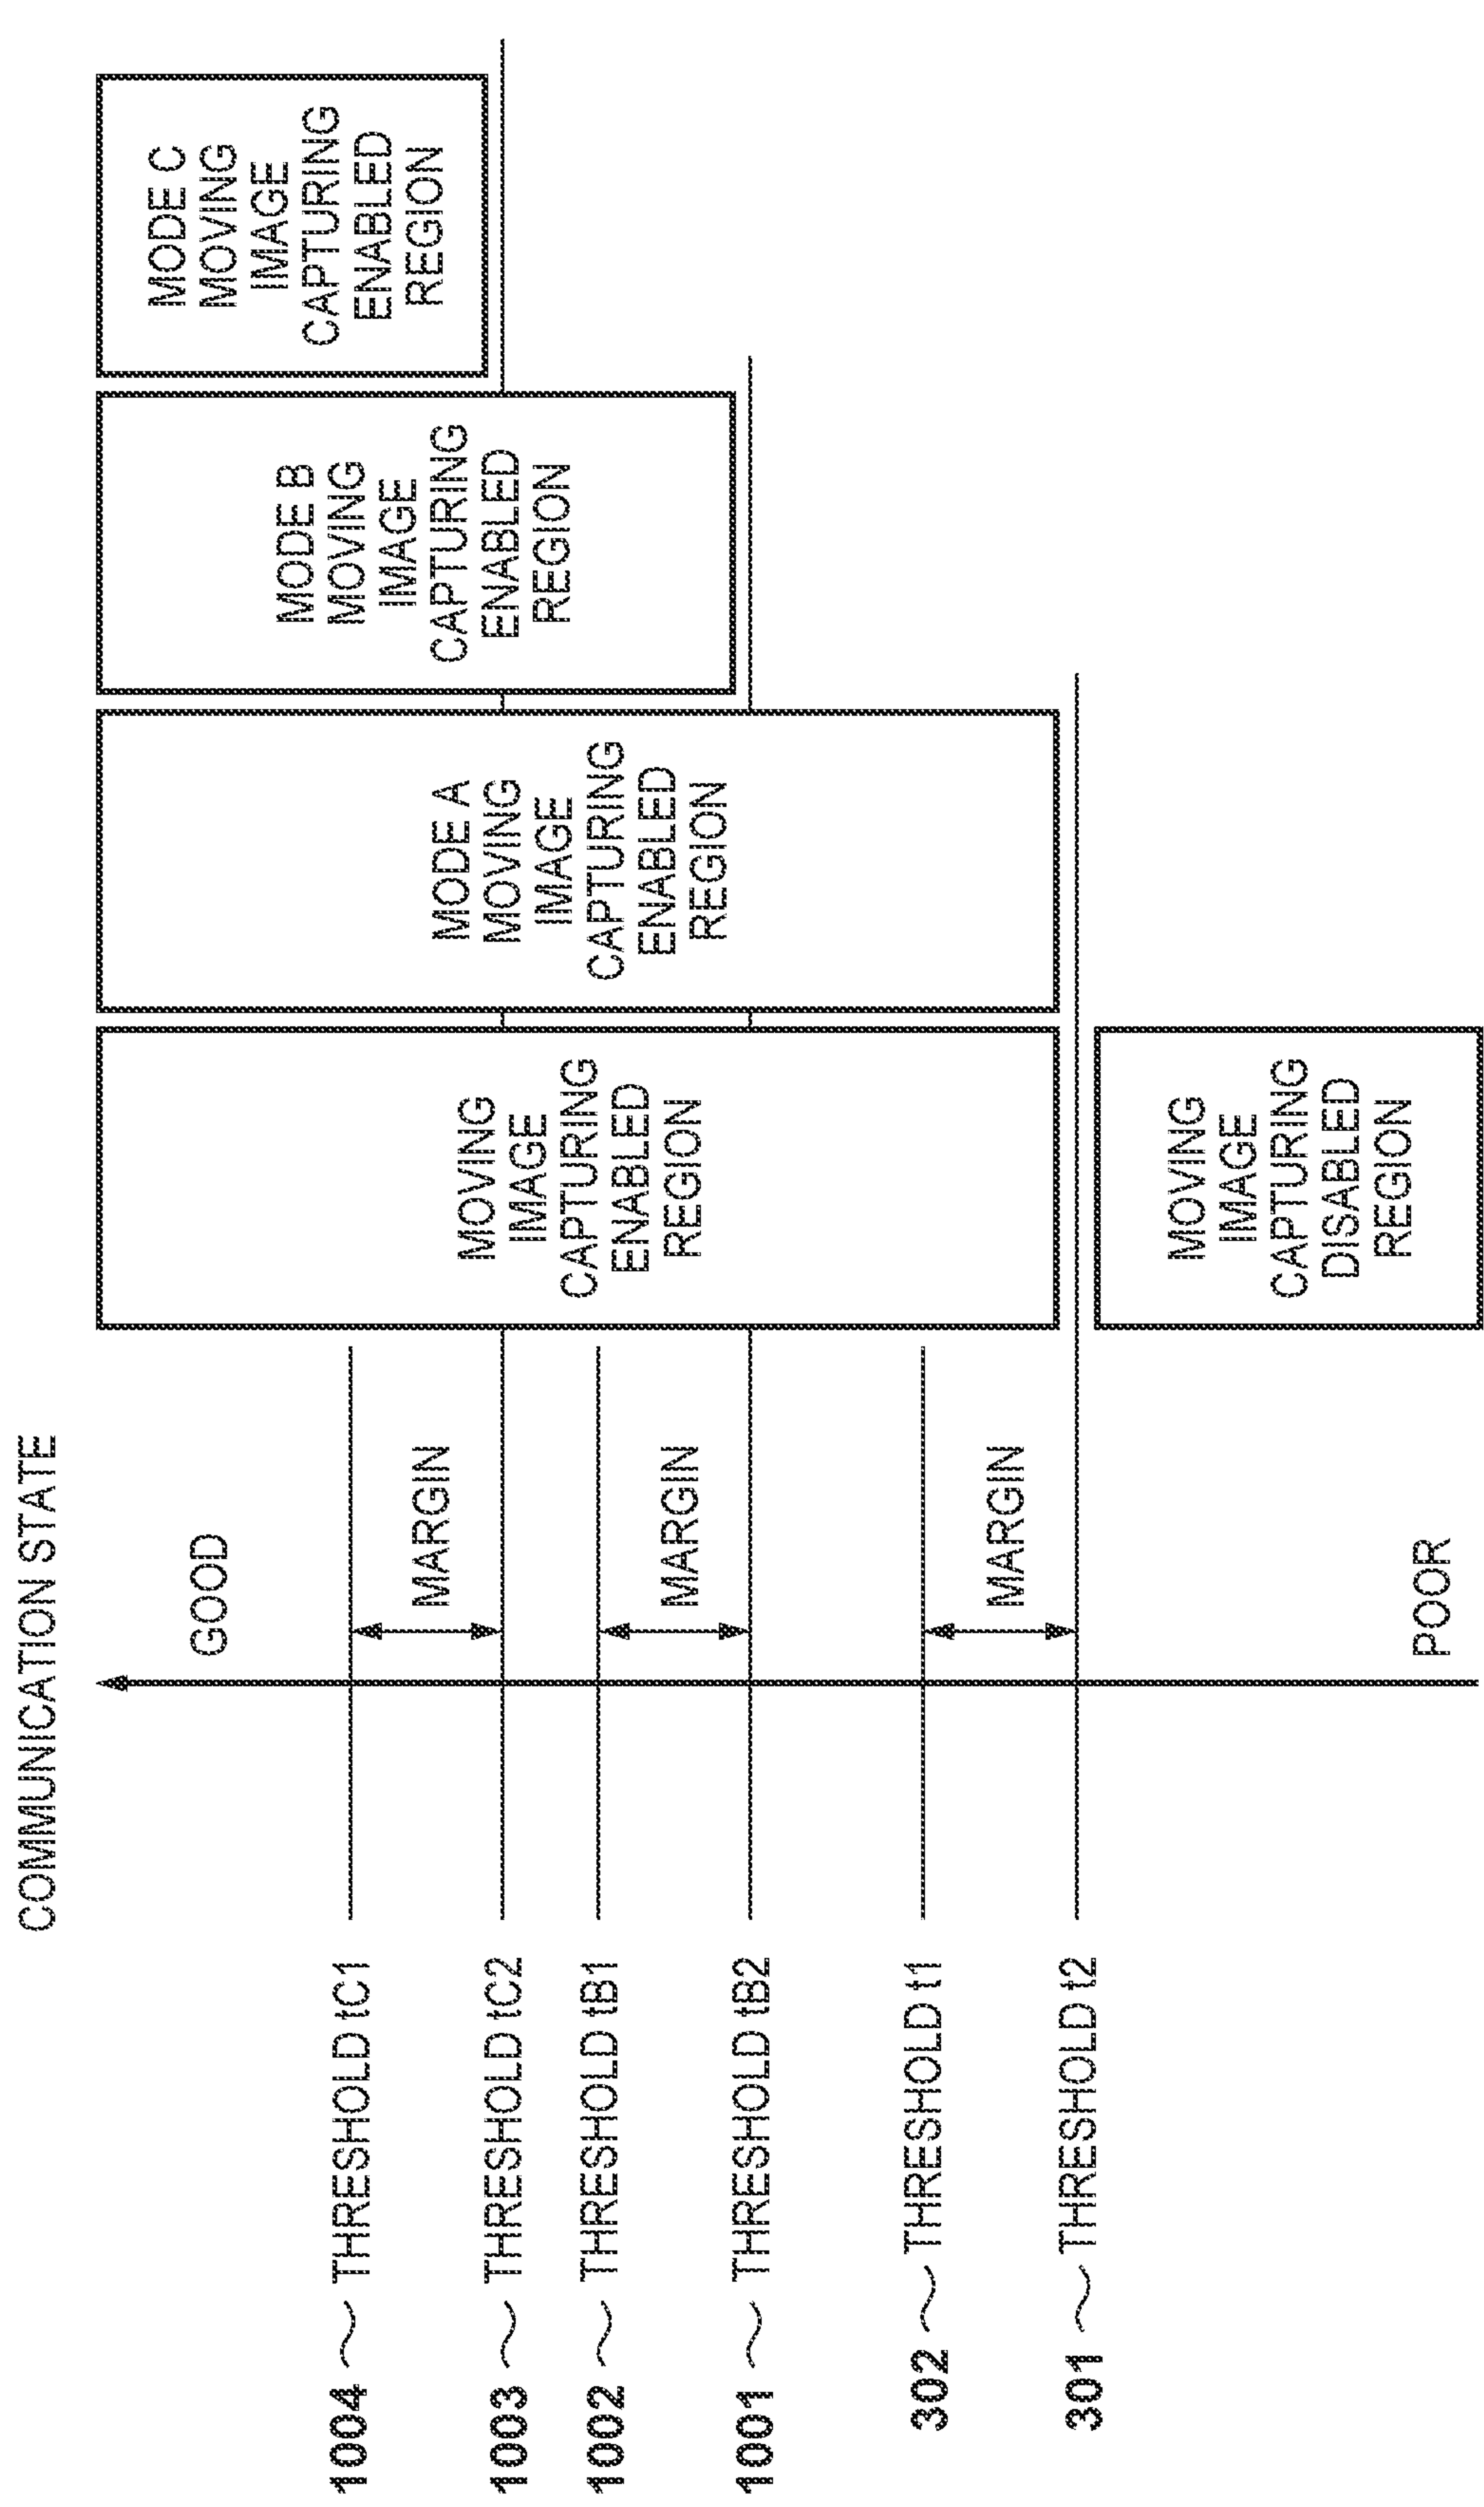 COMMUNICATION STATE
GOOD
POOR
1004 THRESHOLD tC1
1003 THRESHOLD tC2
1002 THRESHOLD tB1
1001 THRESHOLD tB2
302 THRESHOLD t1
301 THRESHOLD t2
MARGIN
MARGIN
MARGIN
MOVING
IMAGE
CAPTURING
ENABLED
REGION
MOVING
IMAGE
CAPTURING
DISABLED
REGION
MODE A
MOVING
IMAGE
CAPTURING
ENABLED
REGION
MODE B
MOVING
IMAGE
CAPTURING
ENABLED
REGION
MODE C
MOVING
IMAGE
CAPTURING
ENABLED
REGION